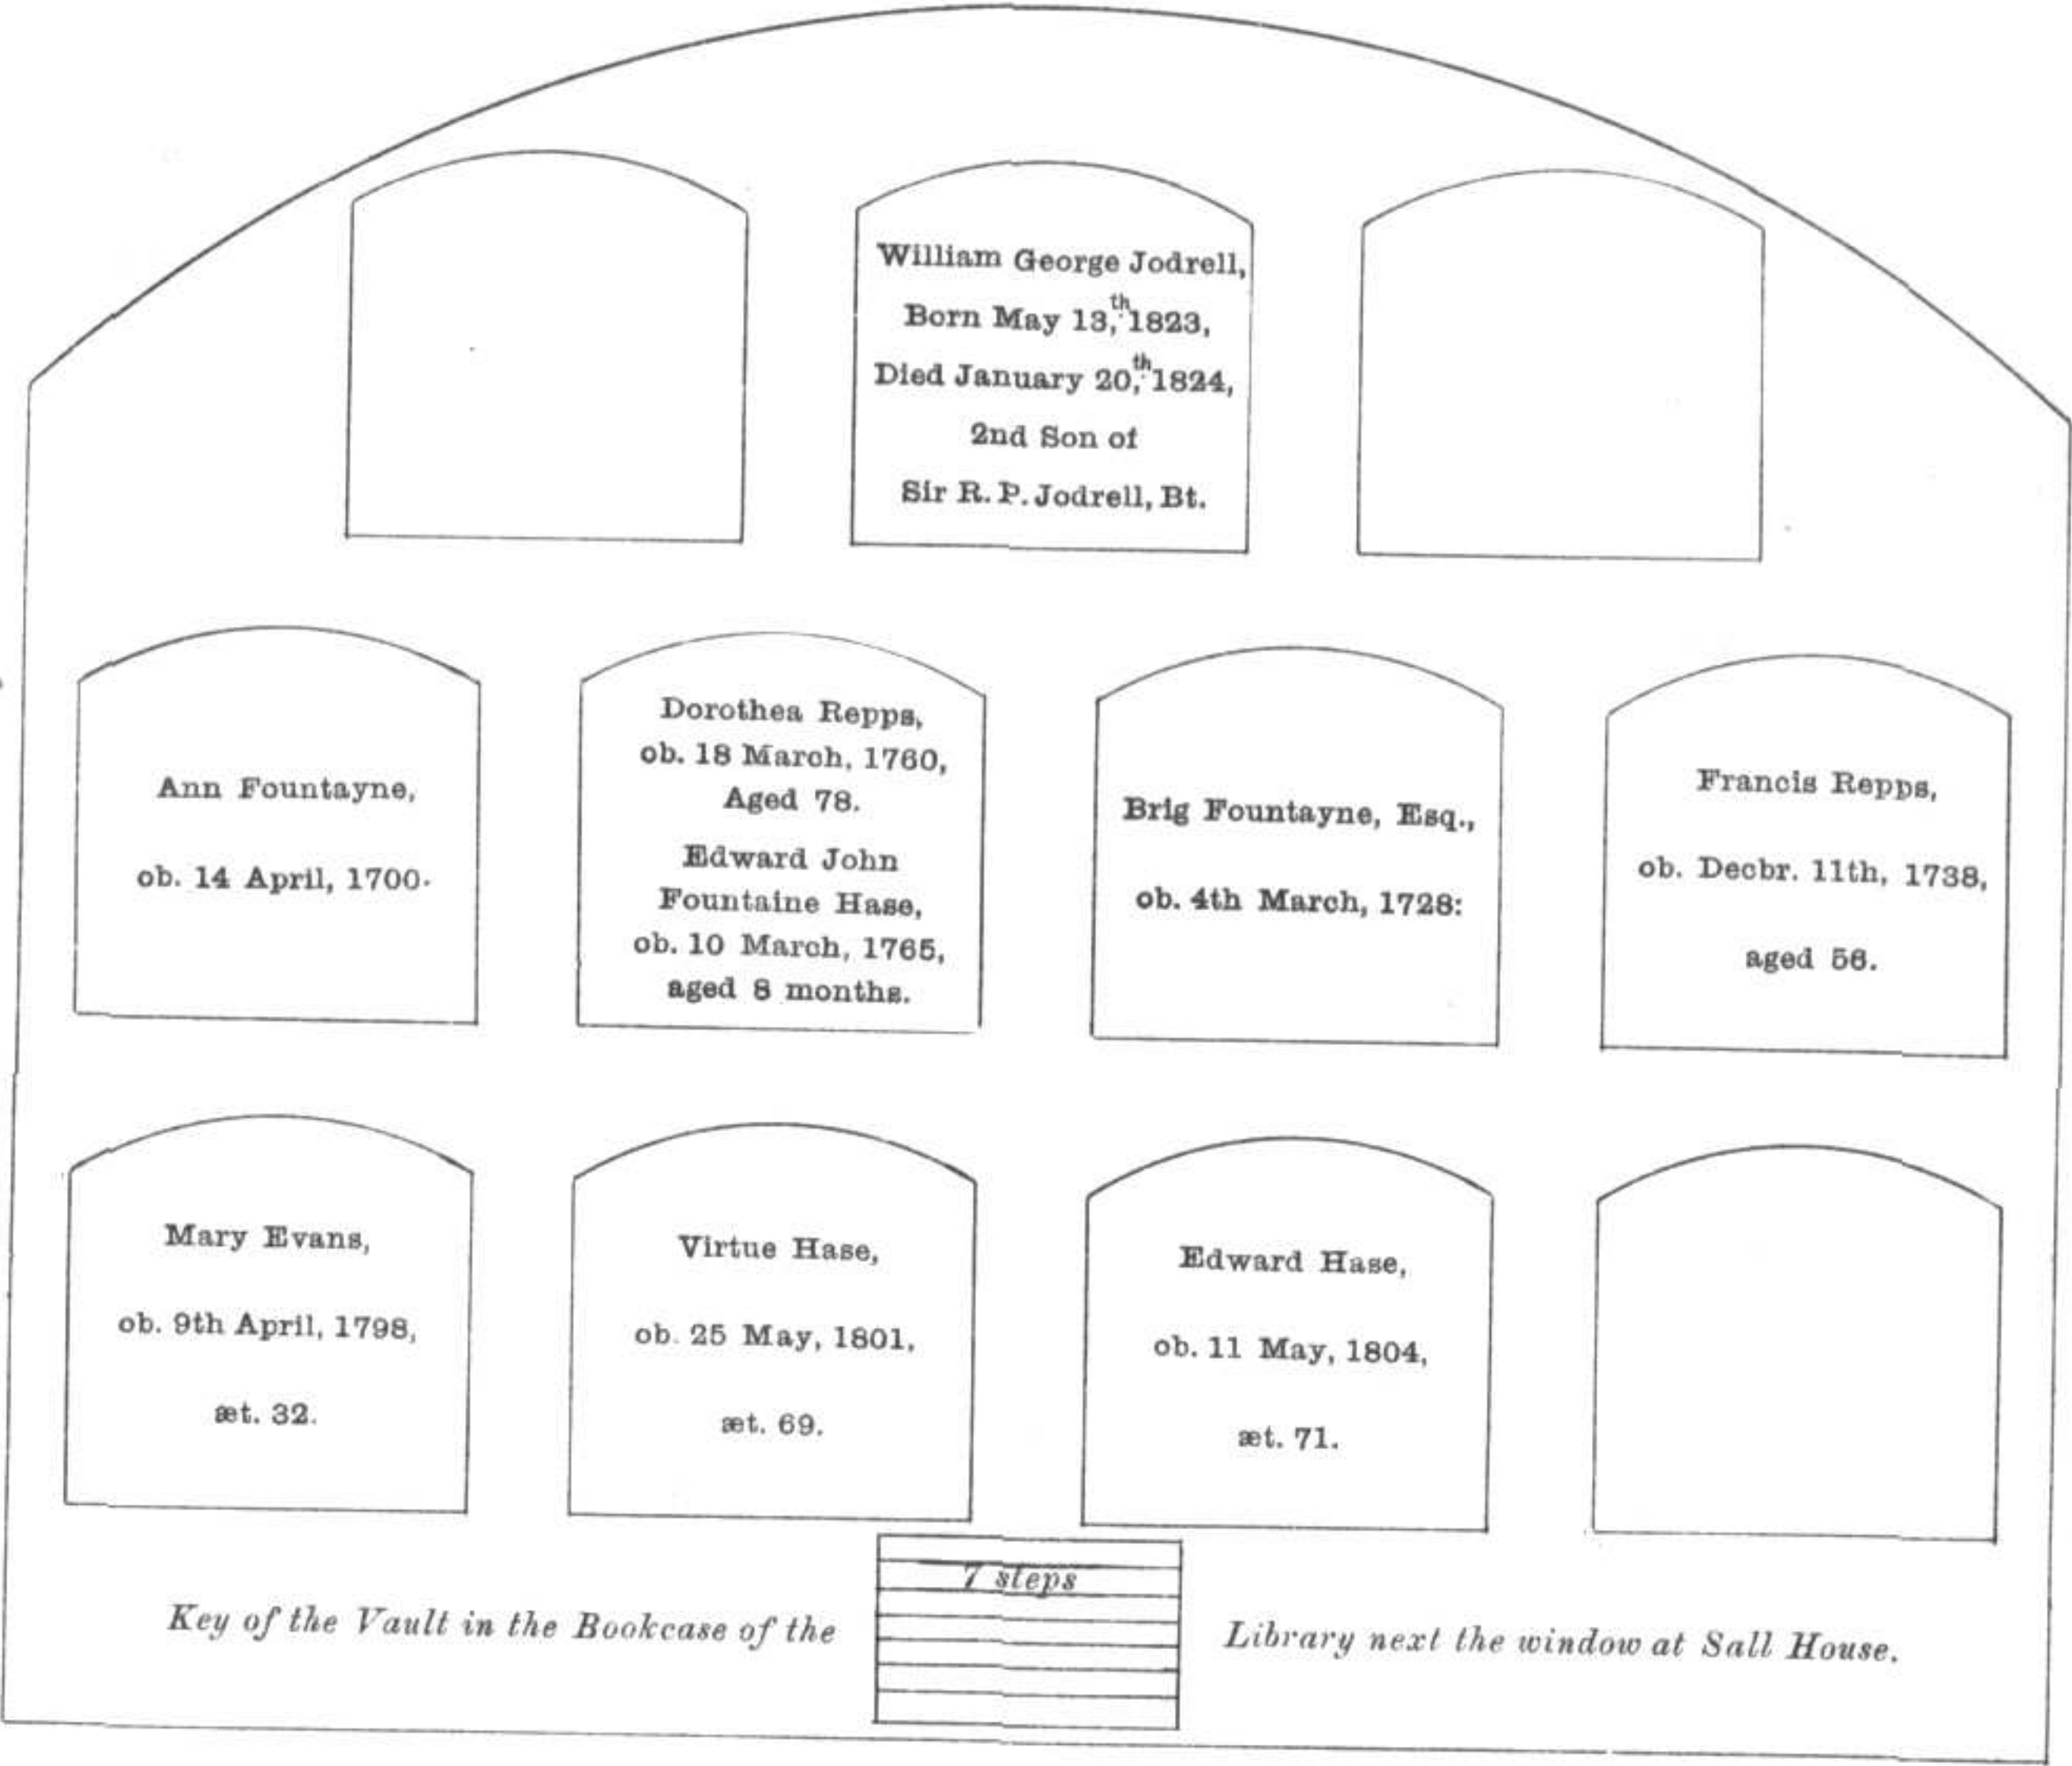 William George Jodrell,
Born May 13,th 1823,
Died January 20,th 1824,
2nd Son of
Sir R. P. Jodrell, Bt.
Ann Fountayne,
ob. 14 April, 1700.
Dorothea Repps,
ob. 18 March, 1760,
Aged 78.
Edward John
Fountaine Hase,
ob. 10 March, 1765,
aged 8 months.
Brig Fountayne, Esq.,
ob. 4th March, 1728:
Francis Repps,
ob. Decbr. 11th, 1738,
aged 56.
Mary Evans,
ob. 9th April, 1798,
æt. 32.
Virtue Hase,
ob. 25 May, 1801,
æt. 69.
Edward Hase,
ob. 11 May, 1804,
æt. 71.
7 steps
Key of the Vault in the Bookcase of the
Library next the window at Sall House.